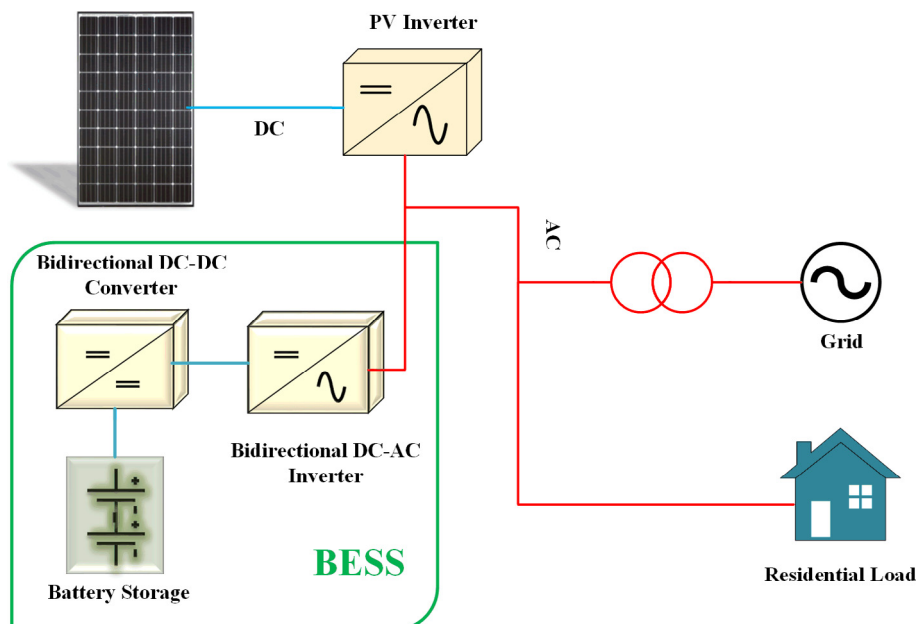 PV Inverter
DC
AC
Bidirectional DC-DC
Converter
Grid
Bidirectional DC-AC
Inverter
BESS
Battery Storage
Residential Load